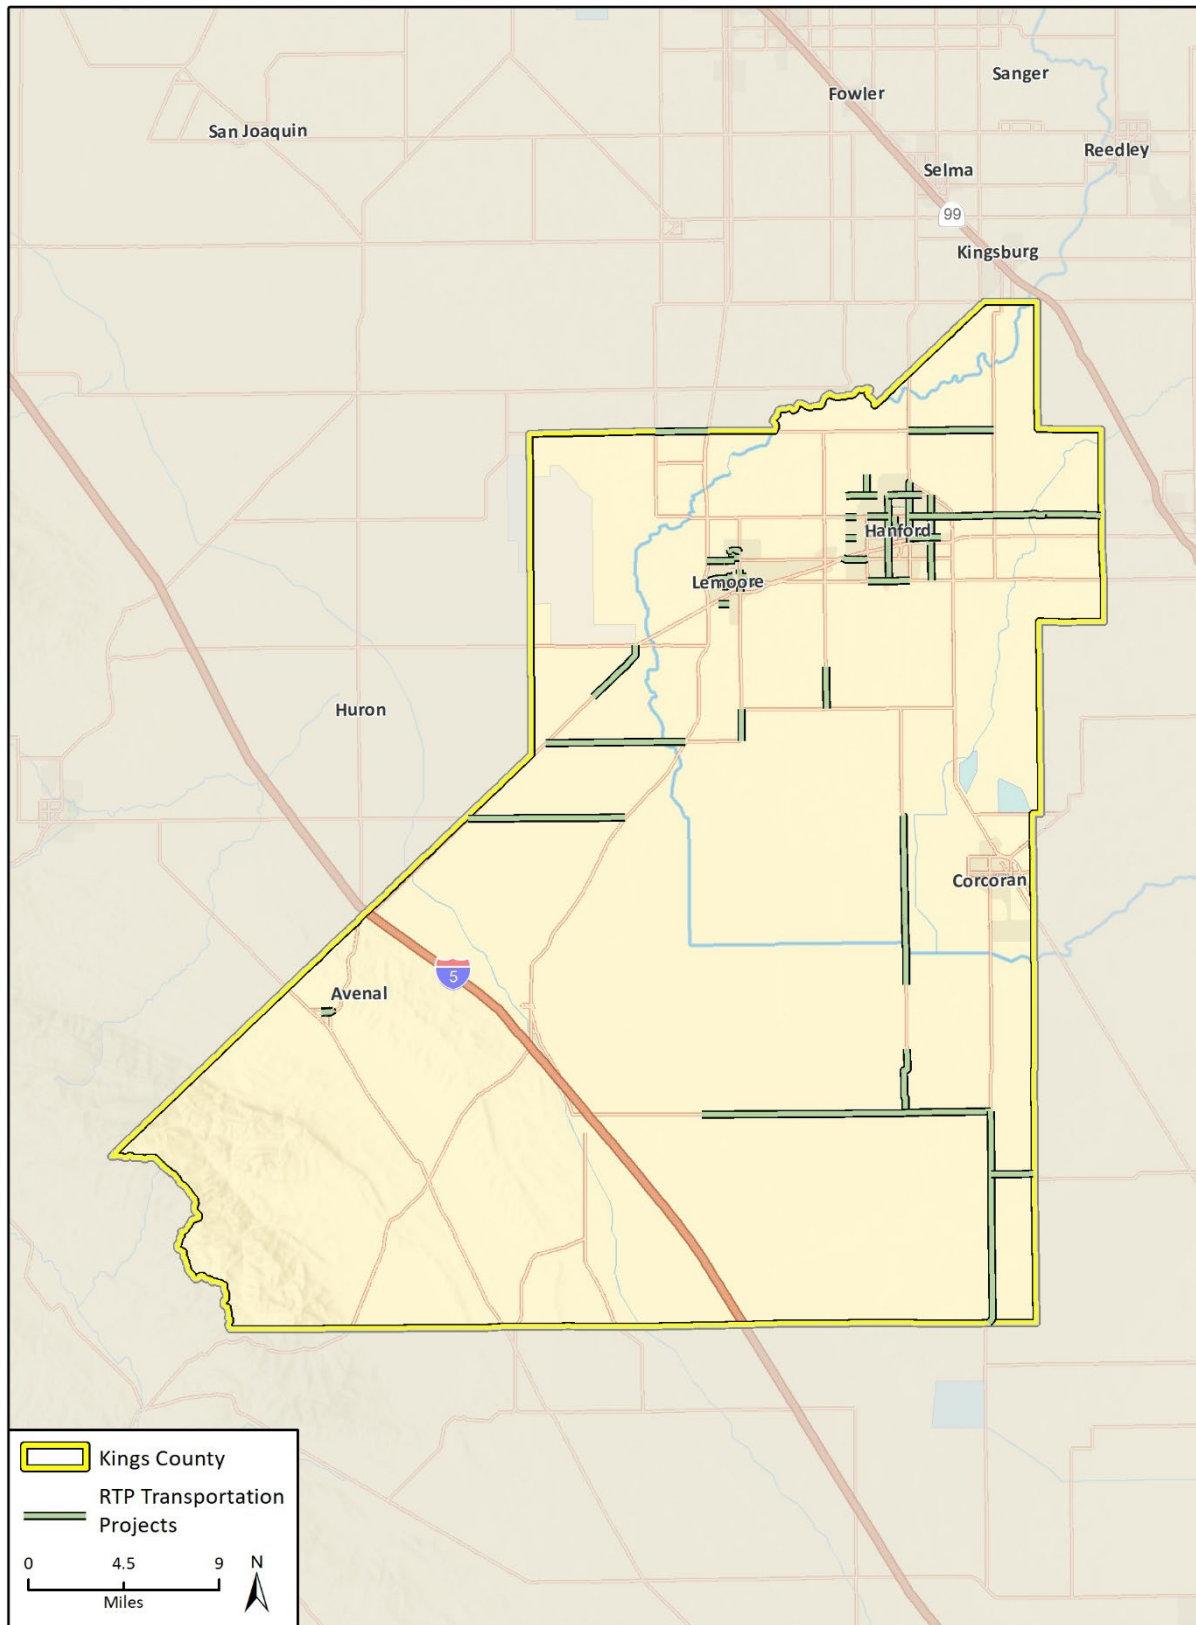 Sanger
Fowler
San Joaquin
Reedley
Selma
99
Kingsburg
Hanford
Lemoore
Huron
Corcoran
Avenal
5
Kings County
RTP Transportation
Projects
0 4.5 9
Miles
N